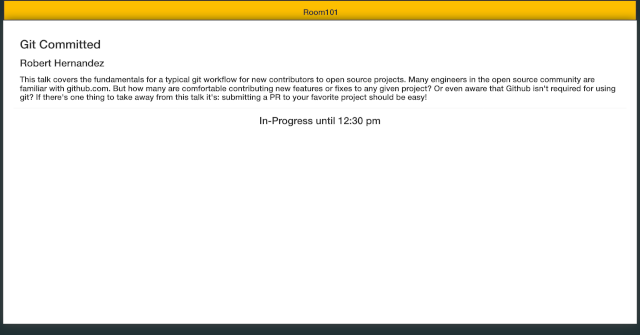 Room101
Git Committed
Robert Hernandez
This talk covers the fundamentals for a typical git workflow for new contributors to open source projects. Many engineers in the open source community are
familiar with github.com. But how many are comfortable contributing new features or fixes to any given project? Or even aware that Github isn't required for using
git? If there's one thing to take away from this talk it's: submitting a PR to your favorite project should be easy!
In-Progress until 12:30 pm